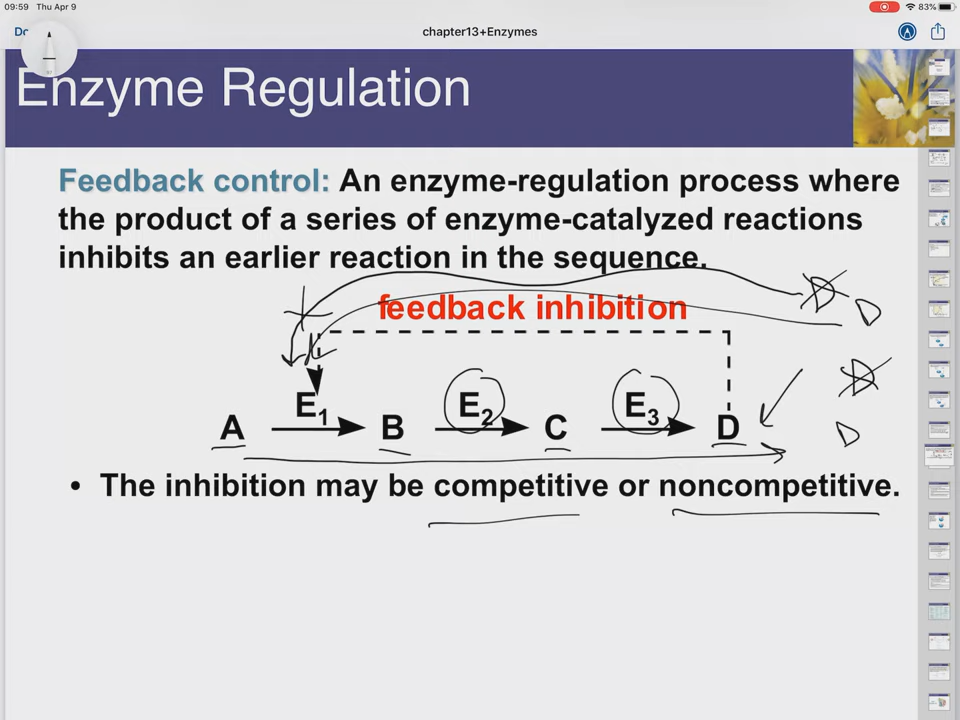 09:59 Thu Apr 9
83%
Do
chapter13+Enzymes
Enzyme Regulation
Feedback control: An enzyme-regulation process where
the product of a series of enzyme-catalyzed reactions
inhibits an earlier reaction in the sequence.
feedback inhibition
D
D
A E₁ B E₂ C E₃ D
D
D
• The inhibition may be competitive or noncompetitive.